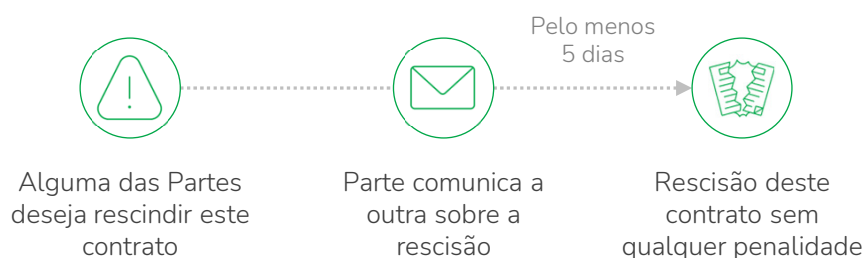 Pelo menos
5 dias
Alguma das Partes
deseja rescindir este
contrato
Parte comunica a
outra sobre a
rescisão
Rescisão deste
contrato sem
qualquer penalidade